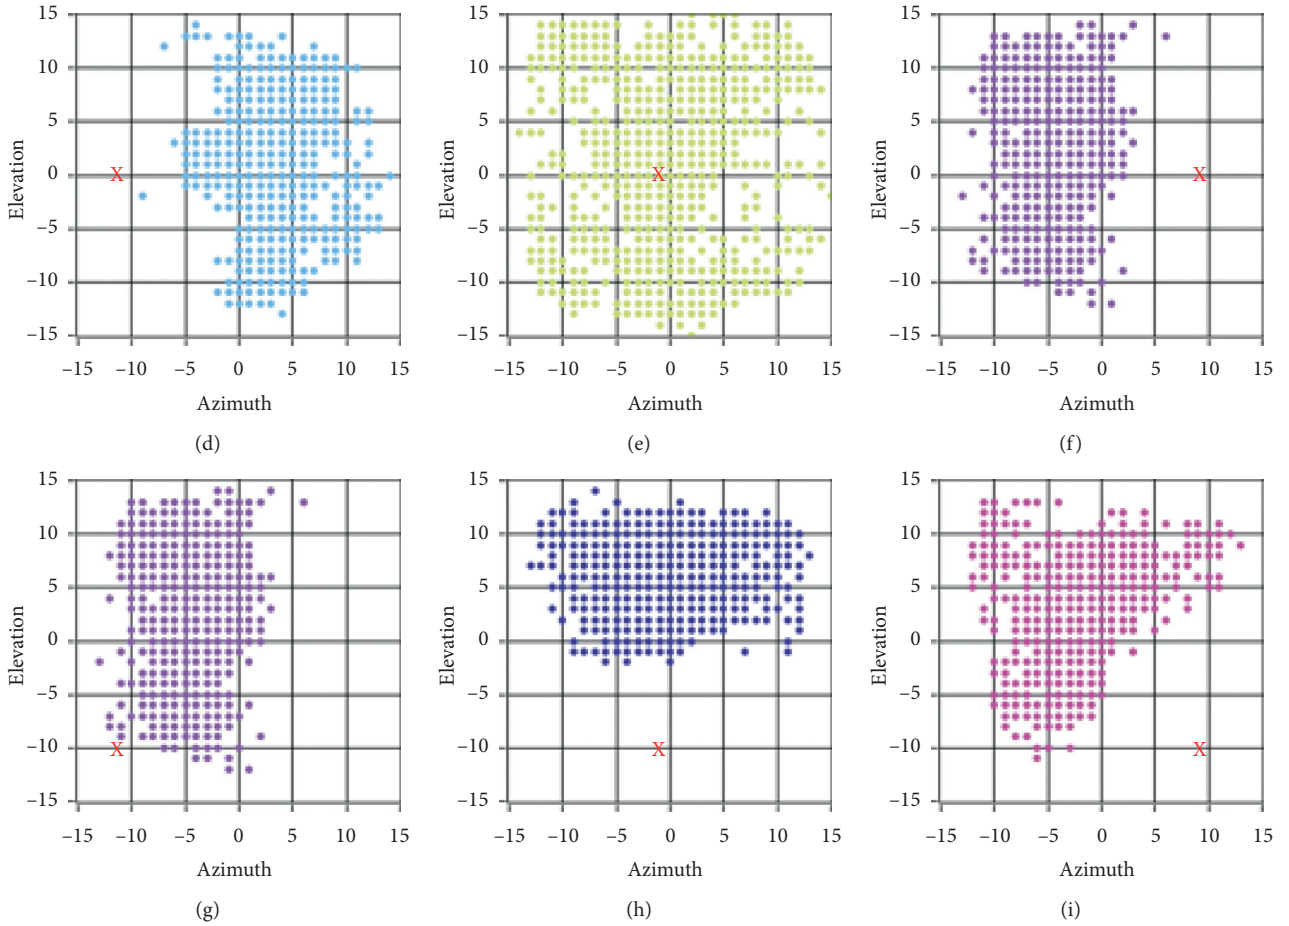 15 15 15
10 10 10
5 5 5
0 X 0 X 0 X
−5 −5 −5
−10 −10 −10
−15 −15 −15
Elevation Elevation Elevation
−15 −10 −5 0 5 10 15 −15 −10 −5 0 5 10 15 −15 −10 −5 0 5 10 15
Azimuth Azimuth Azimuth
(d) (e) (f)
15 15 15
10 10 10
5 5 5
0 0 0
−5 −5 −5
−10 X −10 X −10 X
−15 −15 −15
Elevation Elevation Elevation
−15 −10 −5 0 5 10 15 −15 −10 −5 0 5 10 15 −15 −10 −5 0 5 10 15
Azimuth Azimuth Azimuth
(g) (h) (i)